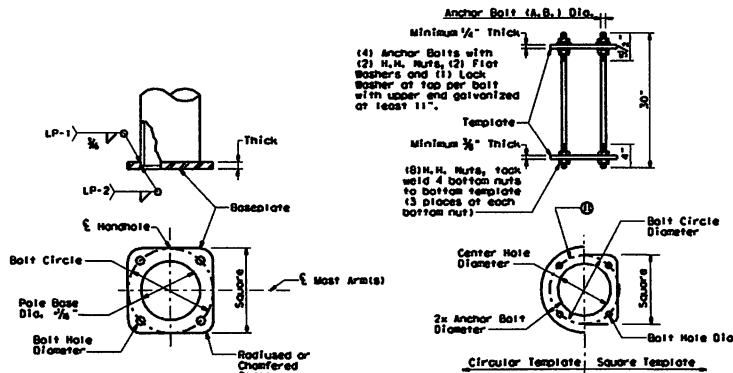 Anchor Bolt (A.B.) Dia.
Minimum ¼" Thick
(4) Anchor Bolts with
(2) H.H. Nuts, (2) Flat
Washers and (1) Lock
Washer at top per bolt
with upper end galvanized
at least 11".
30"
Template
Minimum ⅜" Thick
4"
(8) H.H. Nuts, tack
weld 4 bottom nuts
to bottom template
(3 places at each
bottom nut)
LP-1
LP-2
Thick
Baseplate
℄ Handhole
Bolt Circle
Pole Base
Dia.
Bolt Hole
Diameter
Square
℄ Mast Arm(s)
Radiused or
Chamfered
Bolt Circle
Diameter
Center Hole
Diameter
2x Anchor Bolt
Diameter
Square
Bolt Hole Dia
Circular Template
Square Template